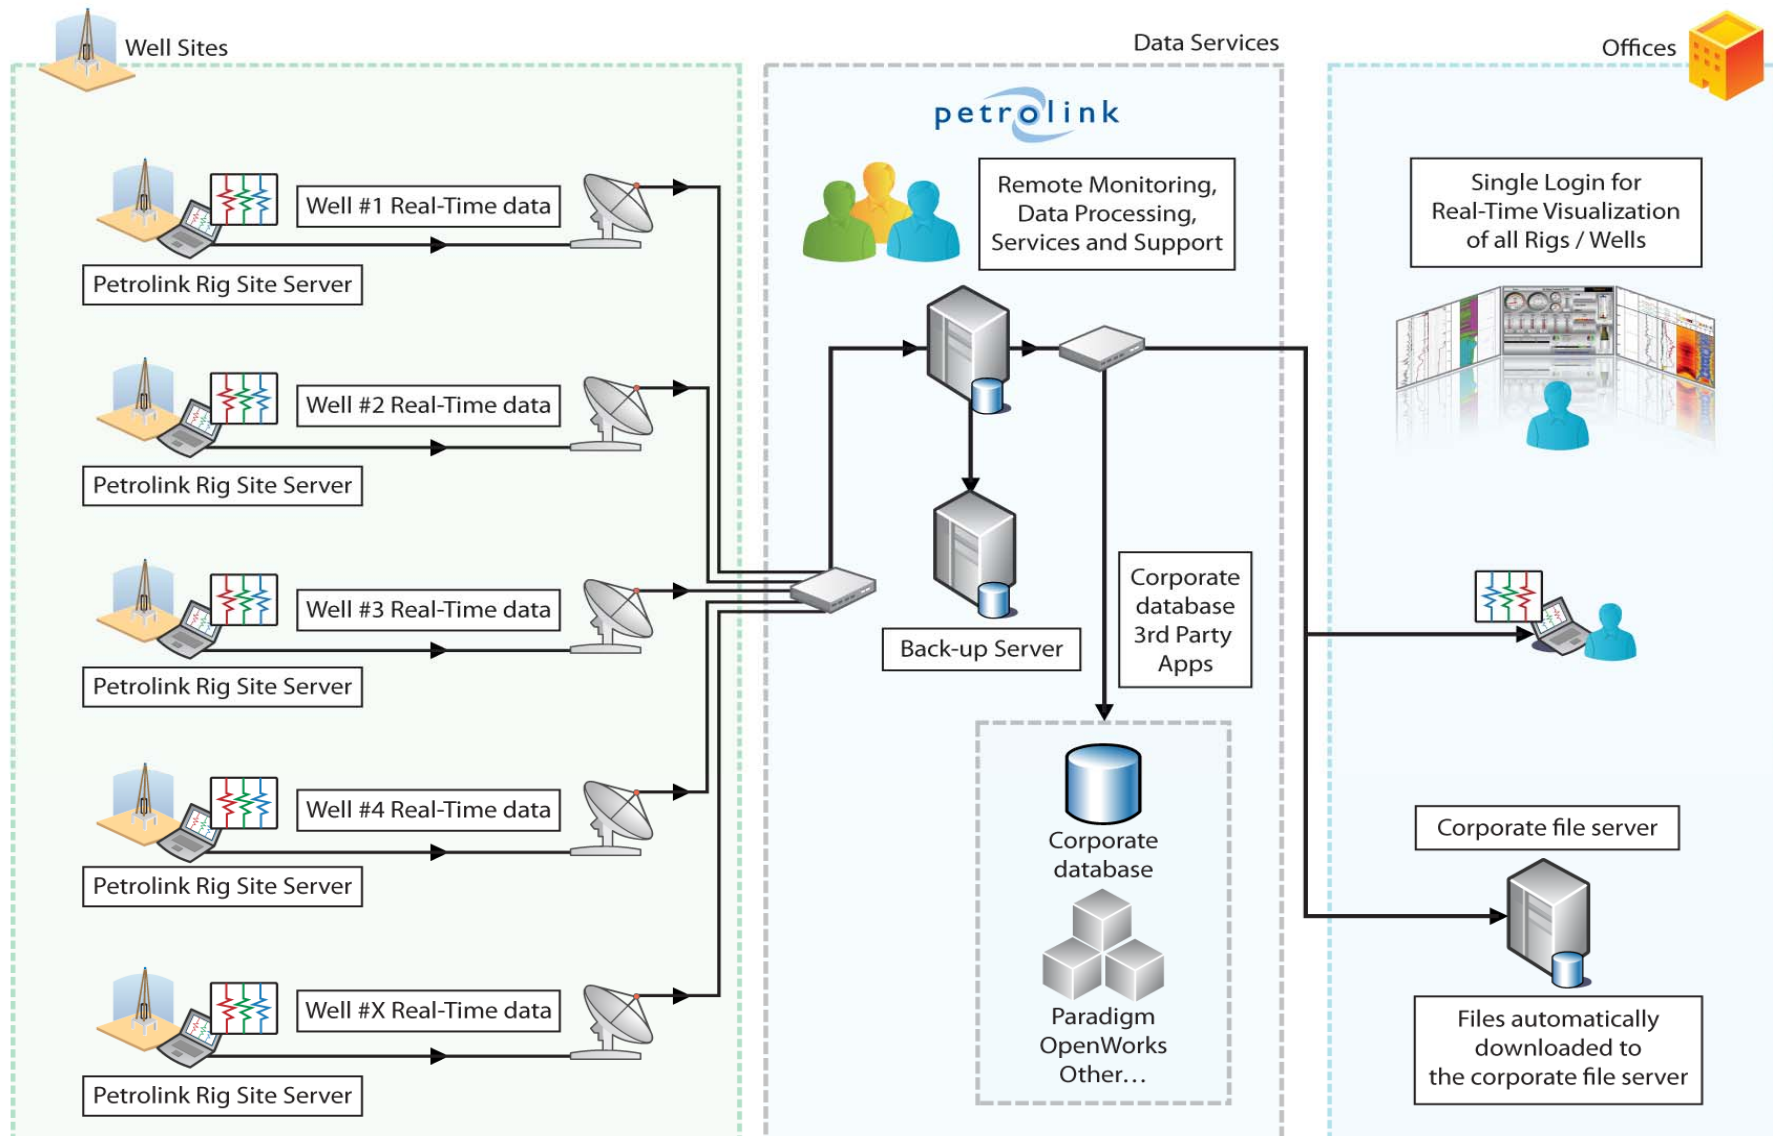 Well Sites
Well #1 Real-Time data
Petrolink Rig Site Server
Well #2 Real-Time data
Petrolink Rig Site Server
Well #3 Real-Time data
Petrolink Rig Site Server
Well #4 Real-Time data
Petrolink Rig Site Server
Well #X Real-Time data
Petrolink Rig Site Server
Data Services
petrolink
Remote Monitoring,
Data Processing,
Services and Support
Back-up Server
Corporate
database
3rd Party
Apps
Corporate
database
Paradigm
OpenWorks
Other...
Offices
Single Login for
Real-Time Visualization
of all Rigs / Wells
Corporate file server
Files automatically
downloaded to
the corporate file server